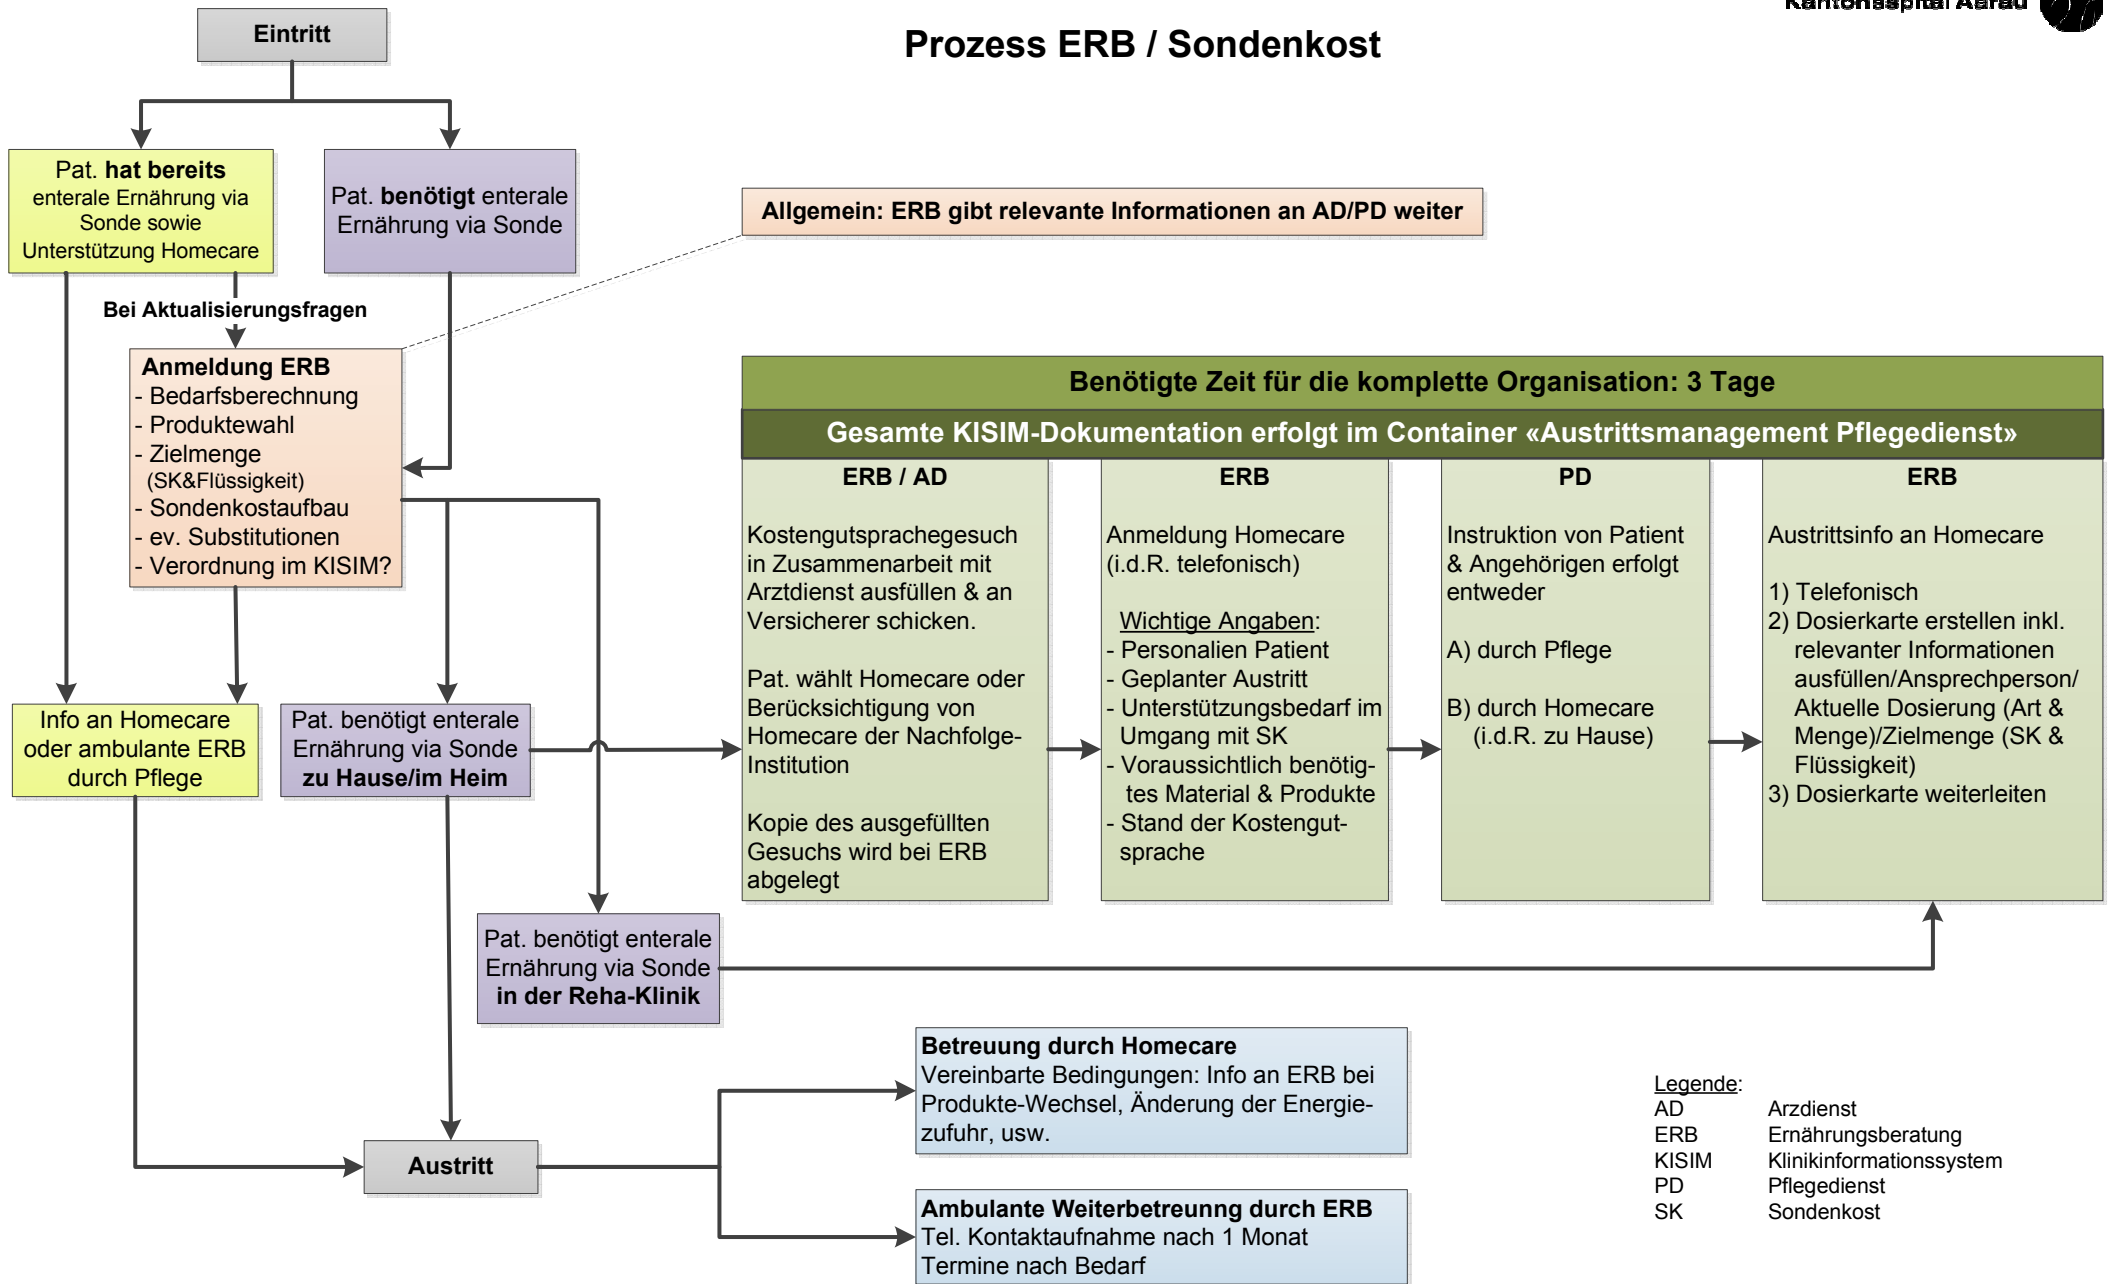 Kantonsspital Aarau
Eintritt
Prozess ERB / Sondenkost
Pat. hat bereits
enterale Ernährung via
Sonde sowie
Unterstützung Homecare
Pat. benötigt enterale
Ernährung via Sonde
Allgemein: ERB gibt relevante Informationen an AD/PD weiter
Bei Aktualisierungsfragen
Anmeldung ERB
- Bedarfsberechnung
- Produktewahl
- Zielmenge
(SK&Flüssigkeit)
- Sondenkostaufbau
- ev. Substitutionen
- Verordnung im KISIM?
Benötigte Zeit für die komplette Organisation: 3 Tage
Gesamte KISIM-Dokumentation erfolgt im Container «Austrittsmanagement Pflegedienst»
ERB / AD
Kostengutsprachegesuch
in Zusammenarbeit mit
Arztdienst ausfüllen & an
Versicherer schicken.
Pat. wählt Homecare oder
Berücksichtigung von
Homecare der Nachfolge-
Institution
Kopie des ausgefüllten
Gesuchs wird bei ERB
abgelegt
ERB
Anmeldung Homecare
(i.d.R. telefonisch)
Wichtige Angaben:
- Personalien Patient
- Geplanter Austritt
- Unterstützungsbedarf im
Umgang mit SK
- Voraussichtlich benötig-
tes Material & Produkte
- Stand der Kostengut-
sprache
PD
Instruktion von Patient
& Angehörigen erfolgt
entweder
A) durch Pflege
B) durch Homecare
(i.d.R. zu Hause)
ERB
Austrittsinfo an Homecare
1) Telefonisch
2) Dosierkarte erstellen inkl.
relevanter Informationen
ausfüllen/Ansprechperson/
Aktuelle Dosierung (Art &
Menge)/Zielmenge (SK &
Flüssigkeit)
3) Dosierkarte weiterleiten
Info an Homecare
oder ambulante ERB
durch Pflege
Pat. benötigt enterale
Ernährung via Sonde
zu Hause/im Heim
Pat. benötigt enterale
Ernährung via Sonde
in der Reha-Klinik
Austritt
Betreuung durch Homecare
Vereinbarte Bedingungen: Info an ERB bei
Produkte-Wechsel, Änderung der Energie-
zufuhr, usw.
Ambulante Weiterbetreunng durch ERB
Tel. Kontaktaufnahme nach 1 Monat
Termine nach Bedarf
Legende:
AD Arzdienst
ERB Ernährungsberatung
KISIM Klinikinformationssystem
PD Pflegedienst
SK Sondenkost